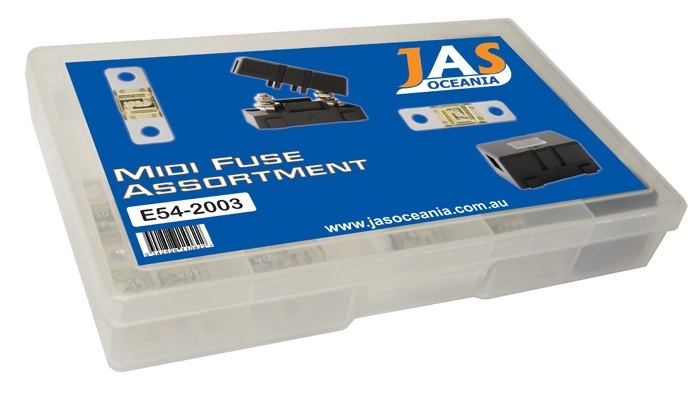 JAS
OCEANIA
MIDI FUSE
ASSORTMENT
E54-2003
www.jasoceania.com.au